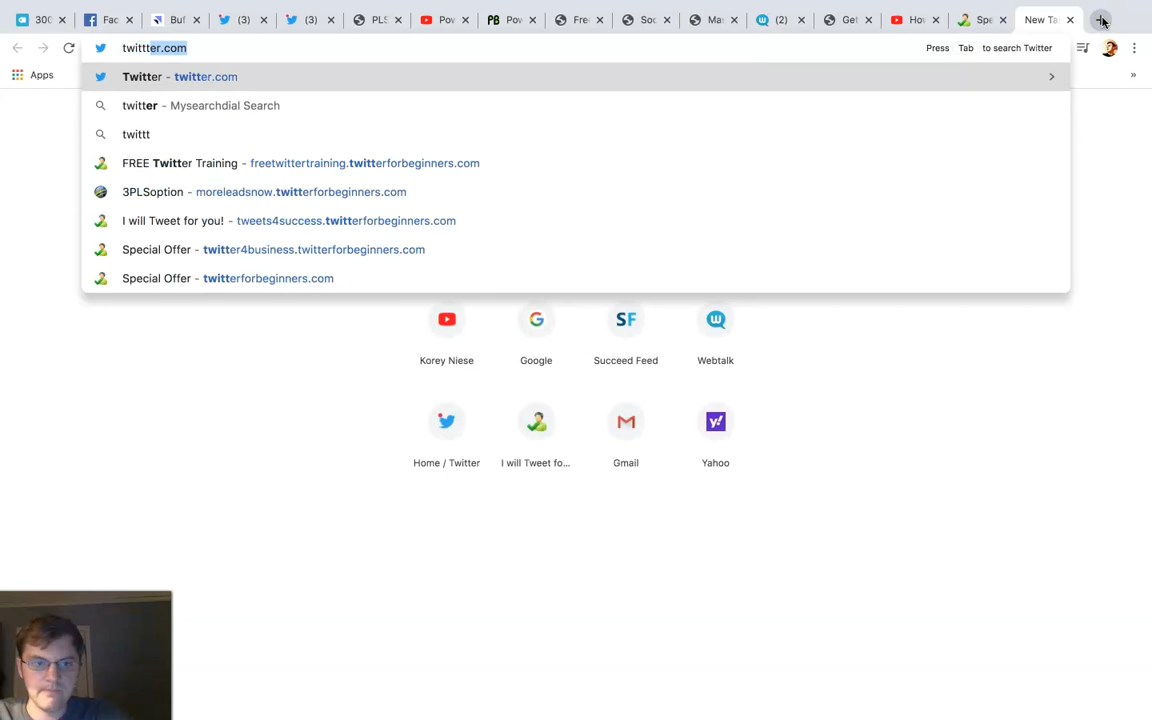 300 Fac Buf (3) (3) PLS Pov PB Pov Fre Soc Ma (2) Get Hov Spe New Ta
twittter.com Press Tab to search Twitter
Apps »
Twitter - twitter.com
twitter - Mysearchdial Search
twittt
FREE Twitter Training - freetwittertraining.twitterforbeginners.com
3PLSoption - moreleadsnow.twitterforbeginners.com
I will Tweet for you! - tweets4success.twitterforbeginners.com
Special Offer - twitter4business.twitterforbeginners.com
Special Offer - twitterforbeginners.com
G SF w
Korey Niese Google Succeed Feed Webtalk
y!
Home / Twitter I will Tweet fo... Gmail Yahoo